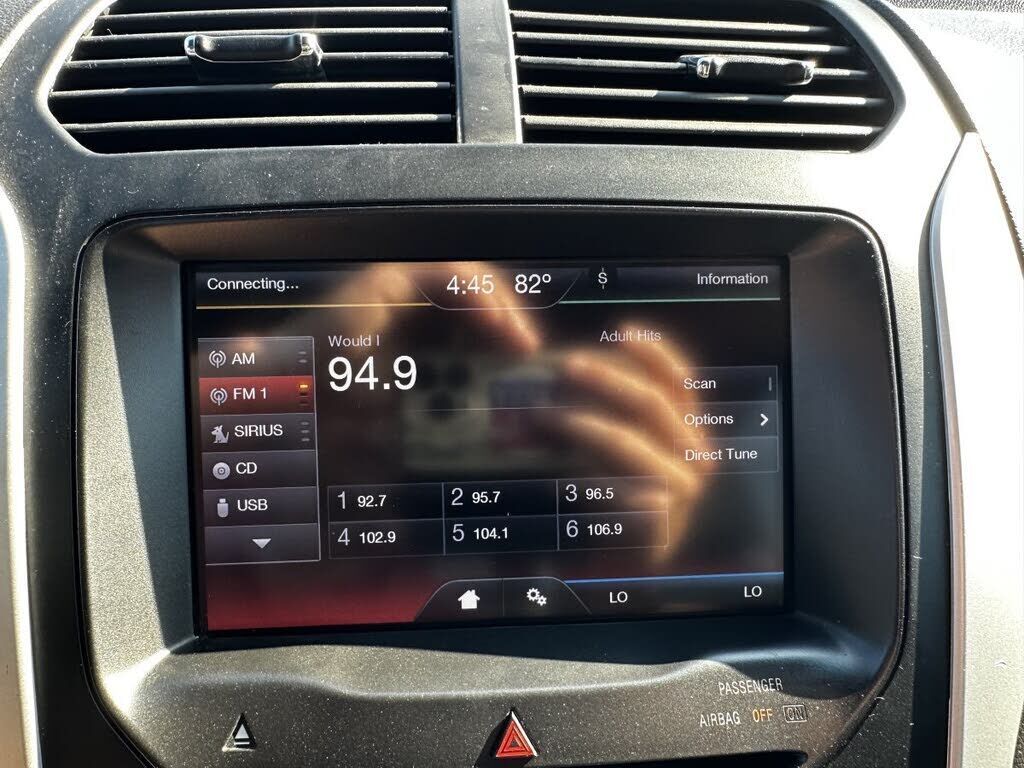 Connecting... 4:45 82° Information
Would I Adult Hits
94.9
AM
FM 1
SIRIUS
CD
USB
Scan
Options
Direct Tune
1 92.7 2 95.7 3 96.5
4 102.9 5 104.1 6 106.9
LO LO
PASSENGER
AIRBAG OFF ON